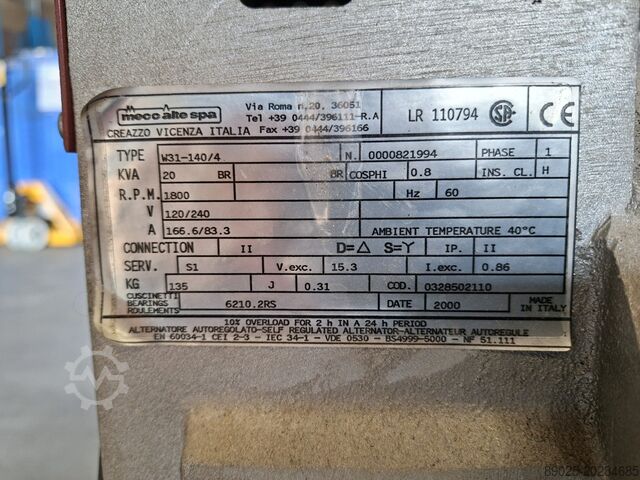 mecc alte spa
Via Roma n.20, 36051
Tel +39 0444/396111-R.A
CREAZZO VICENZA ITALIA Fax +39 0444/396166
LR 110794 SA CE
TYPE W31-140/4 N. 0000821994 PHASE 1
KVA 20 BR BR COSPHI 0.8 INS. CL. H
R.P.M. 1800 Hz 60
V 120/240
A 166.6/83.3 AMBIENT TEMPERATURE 40°C
CONNECTION II D=△ S=Y IP. II
SERV. S1 V.exc. 15.3 I.exc. 0.86
KG 135 J 0.31 COD. 0328502110
CUSCINETTI
BEARINGS 6210.2RS DATE 2000 MADE
ROULEMENTS IN ITALY
10% OVERLOAD FOR 2 h IN A 24 h PERIOD
ALTERNATORE AUTOREGOLATO-SELF REGULATED ALTERNATOR-ALTERNATEUR AUTOREGULE
EN 60034-1 CEI 2-3 - IEC 34-1 - VDE 0530 - BS4999-5000 - NF 51.111
89025-20234685